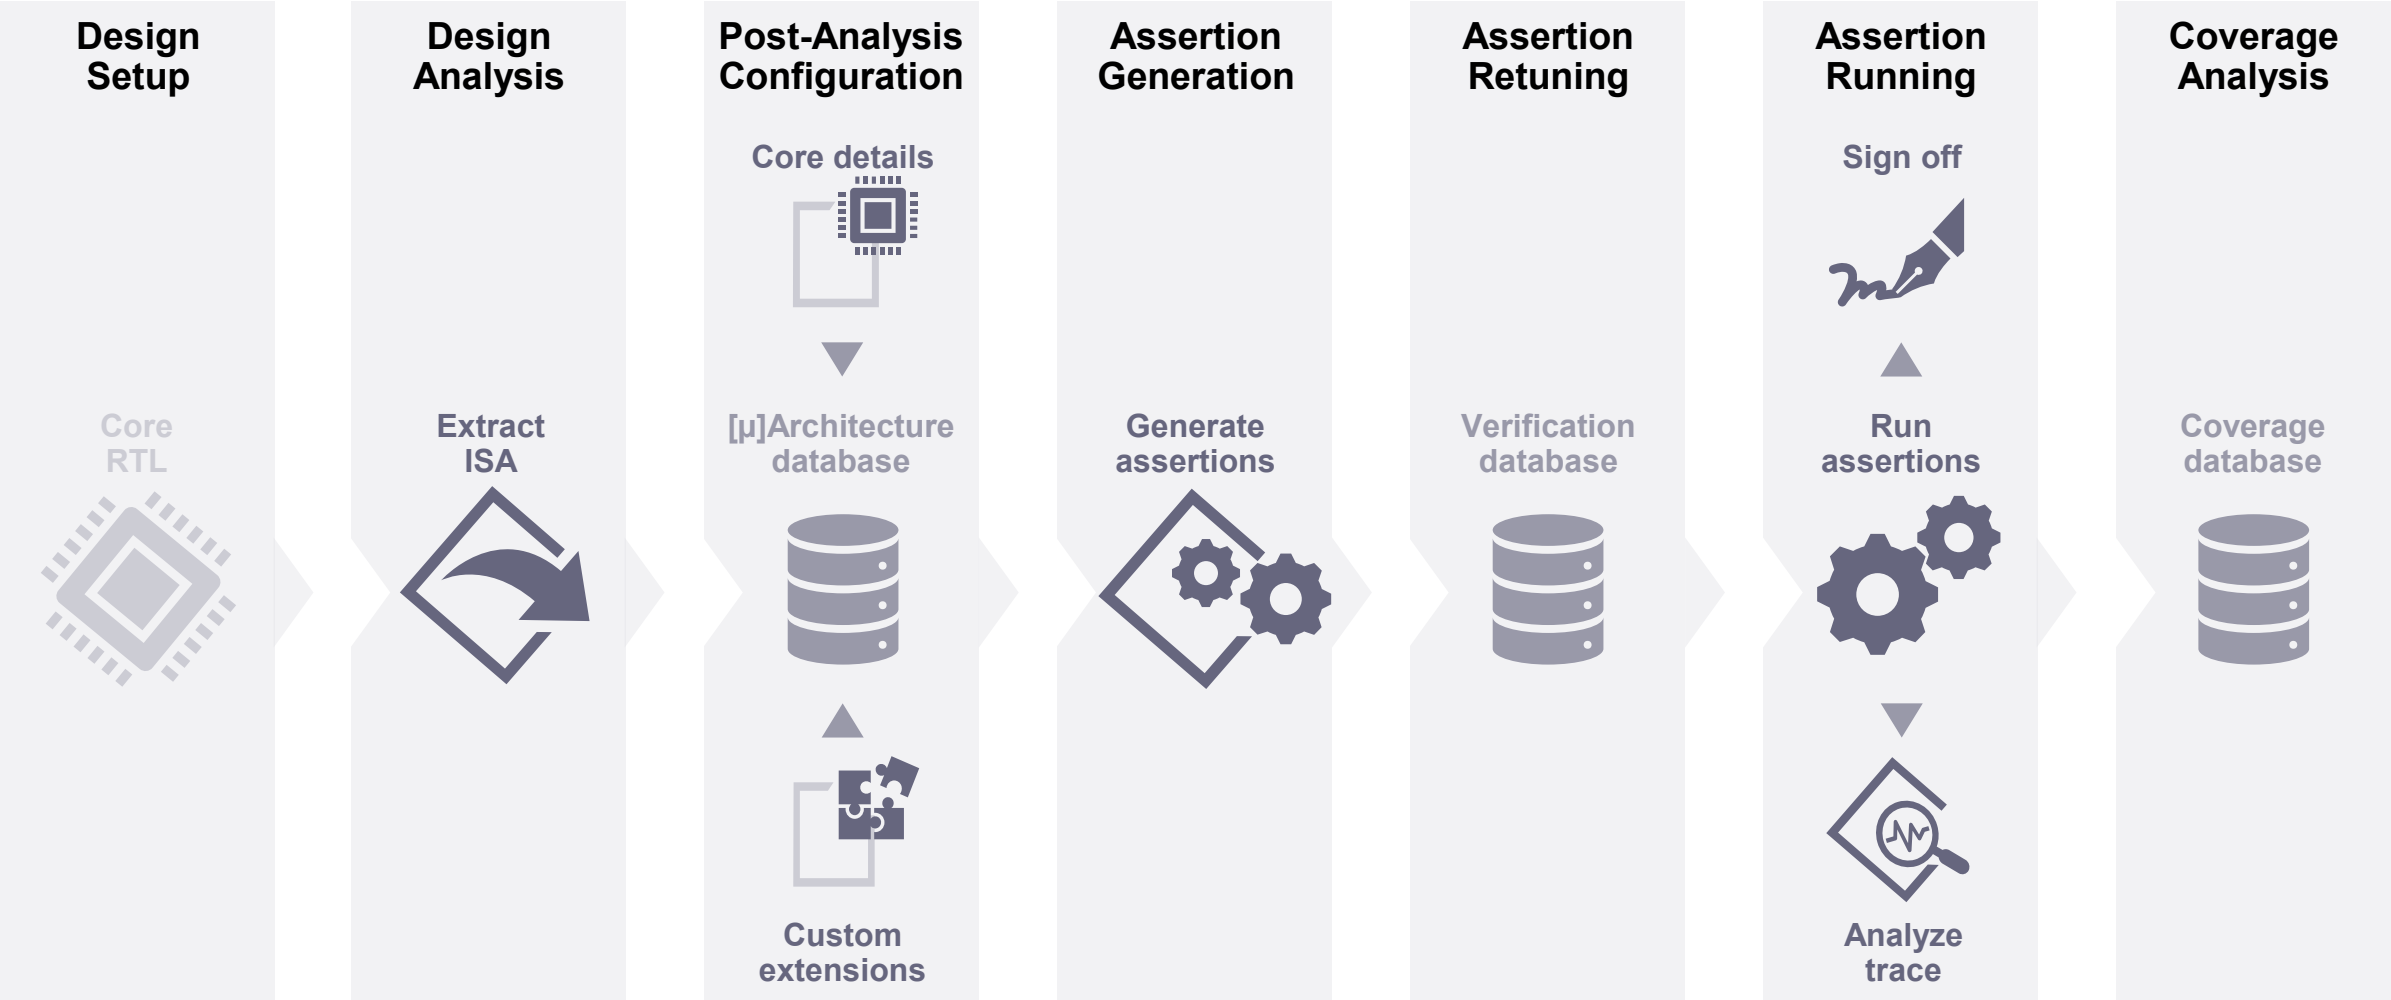 Design
Setup
Design
Analysis
Post-Analysis
Configuration
Assertion
Generation
Assertion
Retuning
Assertion
Running
Coverage
Analysis
Core details
Sign off
Core
RTL
Extract
ISA
[μ]Architecture
database
Generate
assertions
Verification
database
Run
assertions
Coverage
database
Custom
extensions
Analyze
trace